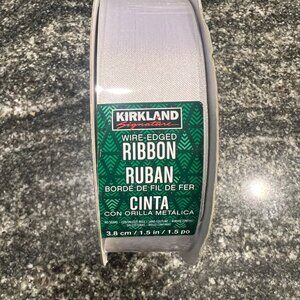 KIRKLAND
Signature
WIRE-EDGED
RIBBON
RUBAN
BORDE DE FIL DE FER
CINTA
CON ORILLA METÁLICA
3.8 cm / 1.5 in / 1.5 po